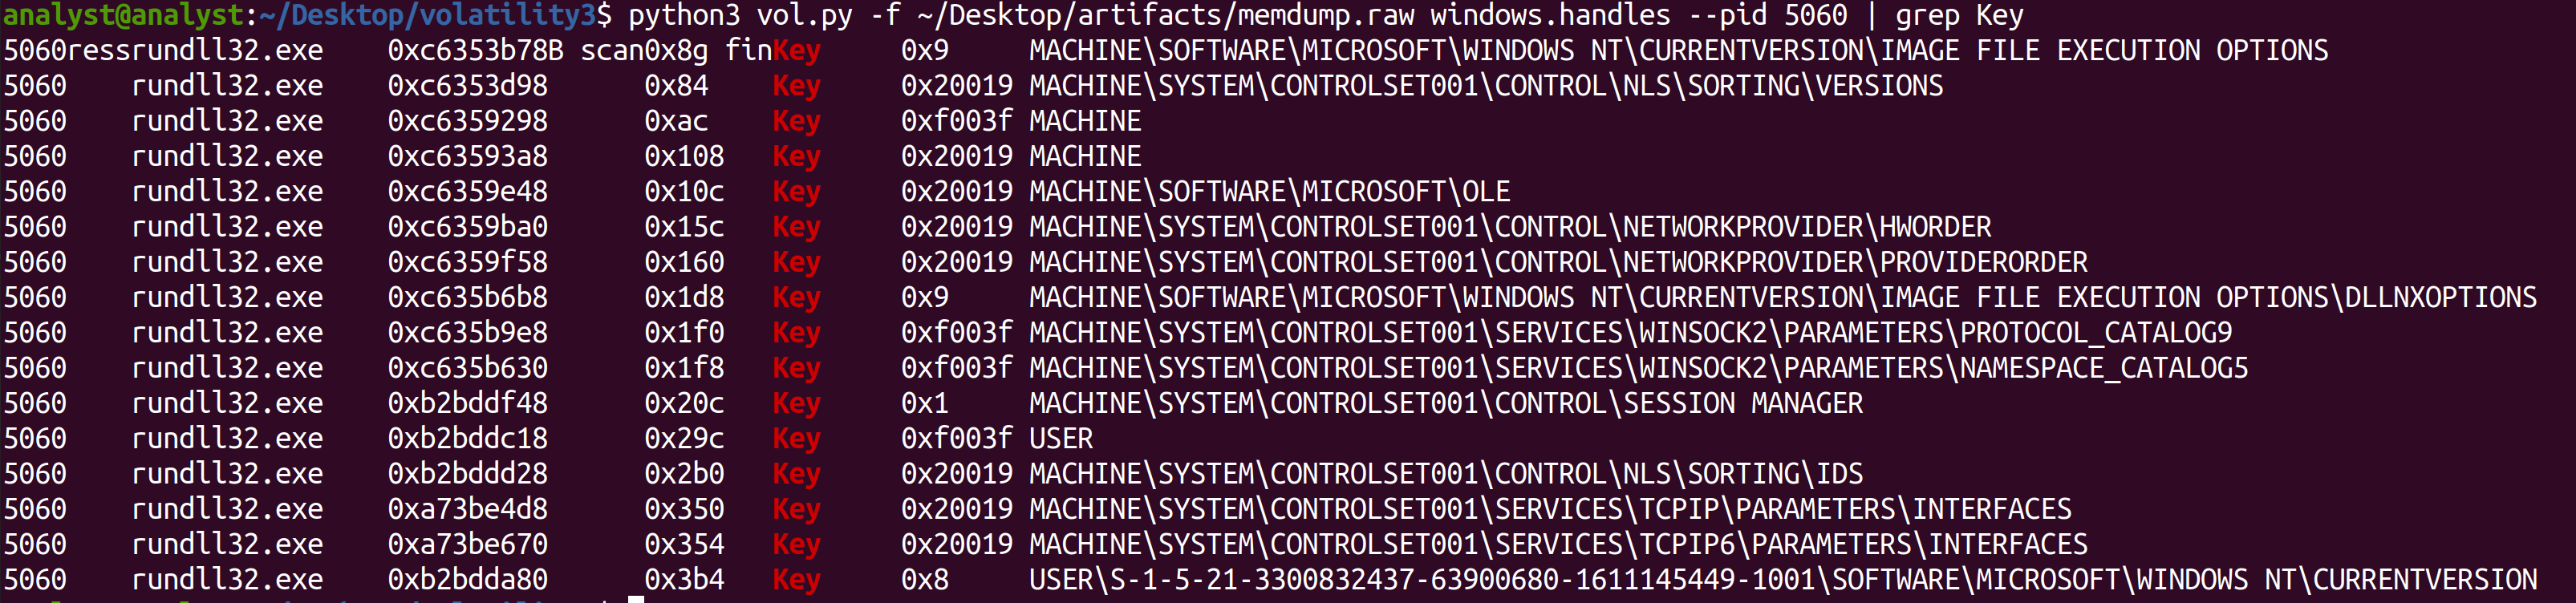 analyst@analyst:~/Desktop/volatility3$ python3 vol.py -f ~/Desktop/artifacts/memdump.raw windows.handles --pid 5060 | grep Key
5060ressrundll32.exe    0xc6353b78B scan0x8g finKey     0x9     MACHINE\SOFTWARE\MICROSOFT\WINDOWS NT\CURRENTVERSION\IMAGE FILE EXECUTION OPTIONS
5060    rundll32.exe    0xc6353d98      0x84    Key     0x20019 MACHINE\SYSTEM\CONTROLSET001\CONTROL\NLS\SORTING\VERSIONS
5060    rundll32.exe    0xc6359298      0xac    Key     0xf003f MACHINE
5060    rundll32.exe    0xc63593a8      0x108   Key     0x20019 MACHINE
5060    rundll32.exe    0xc6359e48      0x10c   Key     0x20019 MACHINE\SOFTWARE\MICROSOFT\OLE
5060    rundll32.exe    0xc6359ba0      0x15c   Key     0x20019 MACHINE\SYSTEM\CONTROLSET001\CONTROL\NETWORKPROVIDER\HWORDER
5060    rundll32.exe    0xc6359f58      0x160   Key     0x20019 MACHINE\SYSTEM\CONTROLSET001\CONTROL\NETWORKPROVIDER\PROVIDERORDER
5060    rundll32.exe    0xc635b6b8      0x1d8   Key     0x9     MACHINE\SOFTWARE\MICROSOFT\WINDOWS NT\CURRENTVERSION\IMAGE FILE EXECUTION OPTIONS\DLLNXOPTIONS
5060    rundll32.exe    0xc635b9e8      0x1f0   Key     0xf003f MACHINE\SYSTEM\CONTROLSET001\SERVICES\WINSOCK2\PARAMETERS\PROTOCOL_CATALOG9
5060    rundll32.exe    0xc635b630      0x1f8   Key     0xf003f MACHINE\SYSTEM\CONTROLSET001\SERVICES\WINSOCK2\PARAMETERS\NAMESPACE_CATALOG5
5060    rundll32.exe    0xb2bddf48      0x20c   Key     0x1     MACHINE\SYSTEM\CONTROLSET001\CONTROL\SESSION MANAGER
5060    rundll32.exe    0xb2bddc18      0x29c   Key     0xf003f USER
5060    rundll32.exe    0xb2bddd28      0x2b0   Key     0x20019 MACHINE\SYSTEM\CONTROLSET001\CONTROL\NLS\SORTING\IDS
5060    rundll32.exe    0xa73be4d8      0x350   Key     0x20019 MACHINE\SYSTEM\CONTROLSET001\SERVICES\TCPIP\PARAMETERS\INTERFACES
5060    rundll32.exe    0xa73be670      0x354   Key     0x20019 MACHINE\SYSTEM\CONTROLSET001\SERVICES\TCPIP6\PARAMETERS\INTERFACES
5060    rundll32.exe    0xb2bdda80      0x3b4   Key     0x8     USER\S-1-5-21-3300832437-63900680-1611145449-1001\SOFTWARE\MICROSOFT\WINDOWS NT\CURRENTVERSION